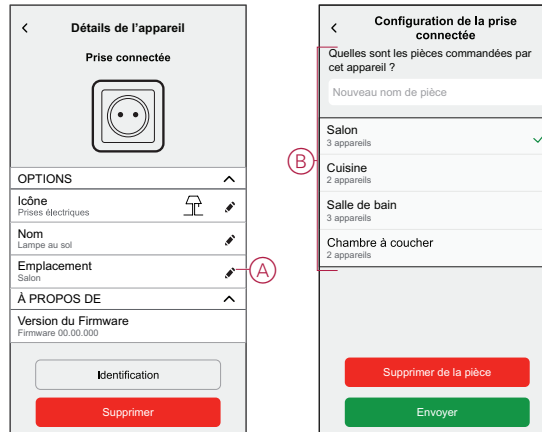 Détails de l'appareil
Prise connectée
OPTIONS
Icône
Prises électriques
Nom
Lampe au sol
Emplacement
Salon
A
À PROPOS DE
Version du Firmware
Firmware 00.00.000
Identification
Supprimer
Configuration de la prise
connectée
Quelles sont les pièces commandées par
cet appareil ?
Nouveau nom de pièce
B
Salon
3 appareils
Cuisine
2 appareils
Salle de bain
3 appareils
Chambre à coucher
2 appareils
Supprimer de la pièce
Envoyer